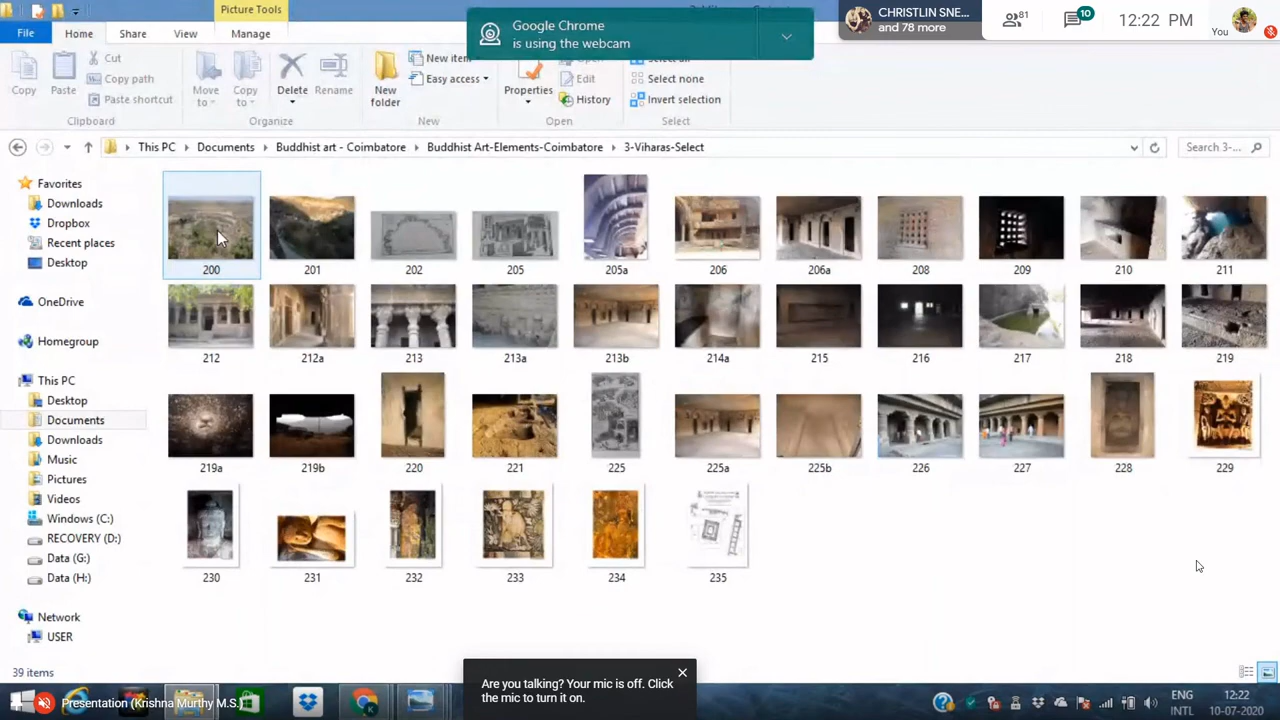 Picture Tools
File
Home
Share
View
Manage
Google Chrome
is using the webcam
CHRISTLIN SNE...
and 78 more
81
10
12:22 PM
You
Copy
Paste
Cut
Copy path
Paste shortcut
Move
to
Copy
to
Delete
Rename
New
folder
New item
Easy access
Properties
Open
Edit
History
Select all
Select none
Invert selection
Clipboard
Organize
New
Open
Select
This PC
Documents
Buddhist art - Coimbatore
Buddhist Art-Elements-Coimbatore
3-Viharas-Select
Search 3-...
Favorites
Downloads
Dropbox
Recent places
Desktop
OneDrive
Homegroup
This PC
Desktop
Documents
Downloads
Music
Pictures
Videos
Windows (C:)
RECOVERY (D:)
Data (G:)
Data (H:)
Network
USER
200 201 202 205 205a 206 206a 208 209 210 211
212 212a 213 213a 213b 214a 215 216 217 218 219
219a 219b 220 221 225 225a 225b 226 227 228 229
230 231 232 233 234 235
39 items
Are you talking? Your mic is off. Click
the mic to turn it on.
Presentation (Krishna Murthy M.S.)
ENG
INTL
12:22
10-07-2020